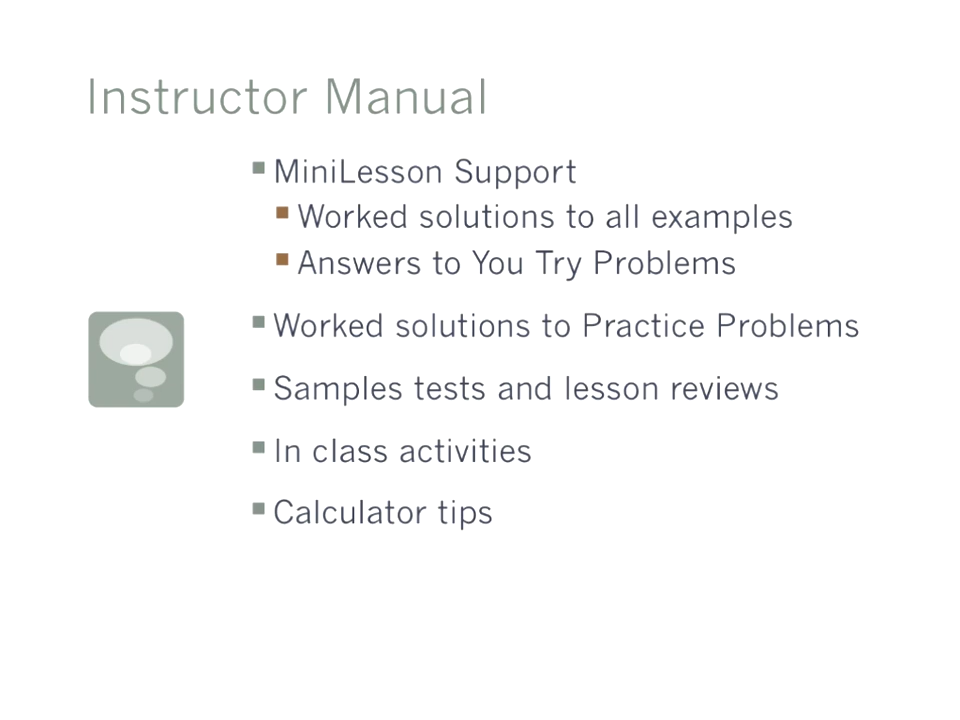 Instructor Manual
MiniLesson Support
Worked solutions to all examples
Answers to You Try Problems
Worked solutions to Practice Problems
Samples tests and lesson reviews
In class activities
Calculator tips